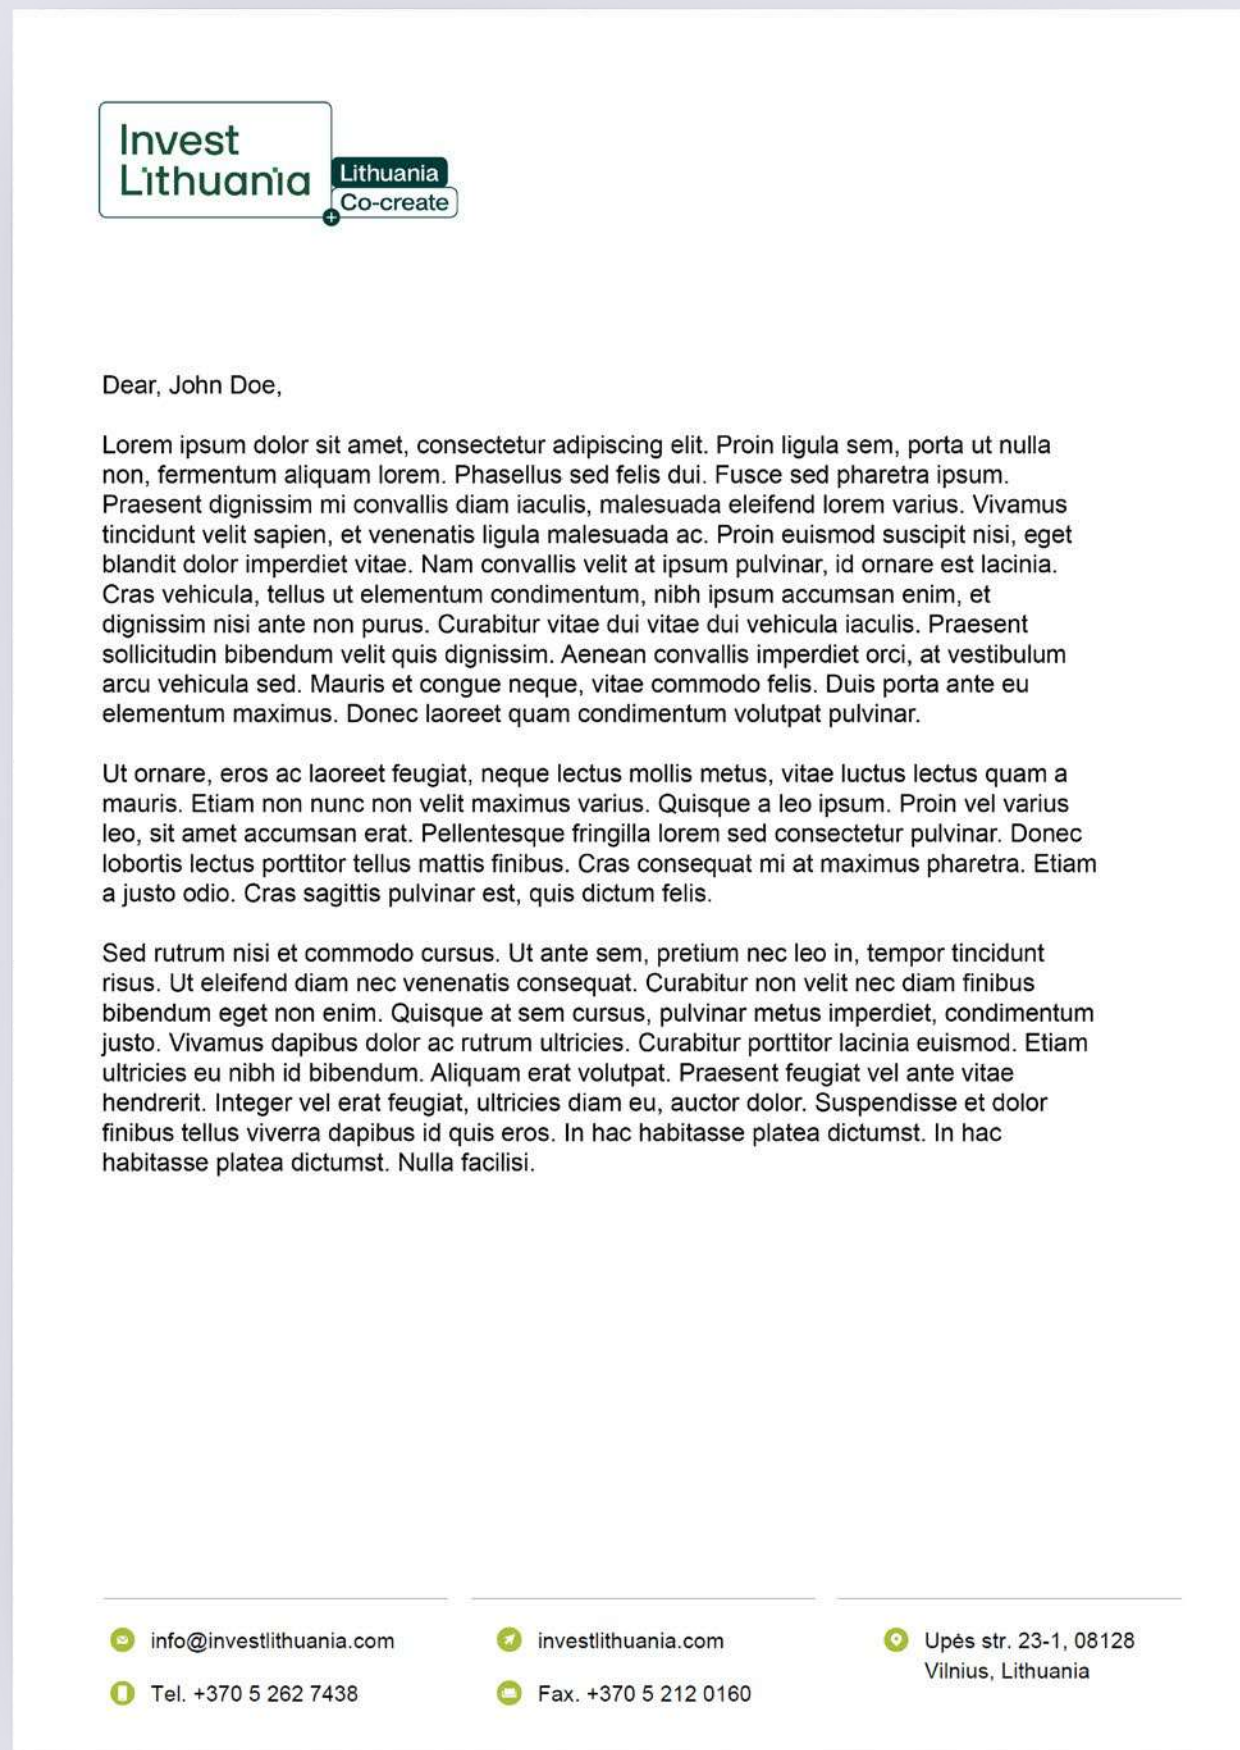 Invest
Lithuania
Lithuania
Co-create
Dear, John Doe,
Lorem ipsum dolor sit amet, consectetur adipiscing elit. Proin ligula sem, porta ut nulla
non, fermentum aliquam lorem. Phasellus sed felis dui. Fusce sed pharetra ipsum.
Praesent dignissim mi convallis diam iaculis, malesuada eleifend lorem varius. Vivamus
tincidunt velit sapien, et venenatis ligula malesuada ac. Proin euismod suscipit nisi, eget
blandit dolor imperdiet vitae. Nam convallis velit at ipsum pulvinar, id ornare est lacinia.
Cras vehicula, tellus ut elementum condimentum, nibh ipsum accumsan enim, et
dignissim nisi ante non purus. Curabitur vitae dui vitae dui vehicula iaculis. Praesent
sollicitudin bibendum velit quis dignissim. Aenean convallis imperdiet orci, at vestibulum
arcu vehicula sed. Mauris et congue neque, vitae commodo felis. Duis porta ante eu
elementum maximus. Donec laoreet quam condimentum volutpat pulvinar.
Ut ornare, eros ac laoreet feugiat, neque lectus mollis metus, vitae luctus lectus quam a
mauris. Etiam non nunc non velit maximus varius. Quisque a leo ipsum. Proin vel varius
leo, sit amet accumsan erat. Pellentesque fringilla lorem sed consectetur pulvinar. Donec
lobortis lectus porttitor tellus mattis finibus. Cras consequat mi at maximus pharetra. Etiam
a justo odio. Cras sagittis pulvinar est, quis dictum felis.
Sed rutrum nisi et commodo cursus. Ut ante sem, pretium nec leo in, tempor tincidunt
risus. Ut eleifend diam nec venenatis consequat. Curabitur non velit nec diam finibus
bibendum eget non enim. Quisque at sem cursus, pulvinar metus imperdiet, condimentum
justo. Vivamus dapibus dolor ac rutrum ultricies. Curabitur porttitor lacinia euismod. Etiam
ultricies eu nibh id bibendum. Aliquam erat volutpat. Praesent feugiat vel ante vitae
hendrerit. Integer vel erat feugiat, ultricies diam eu, auctor dolor. Suspendisse et dolor
finibus tellus viverra dapibus id quis eros. In hac habitasse platea dictumst. In hac
habitasse platea dictumst. Nulla facilisi.
info@investlithuania.com
Tel. +370 5 262 7438
investlithuania.com
Fax. +370 5 212 0160
Upės str. 23-1, 08128
Vilnius, Lithuania